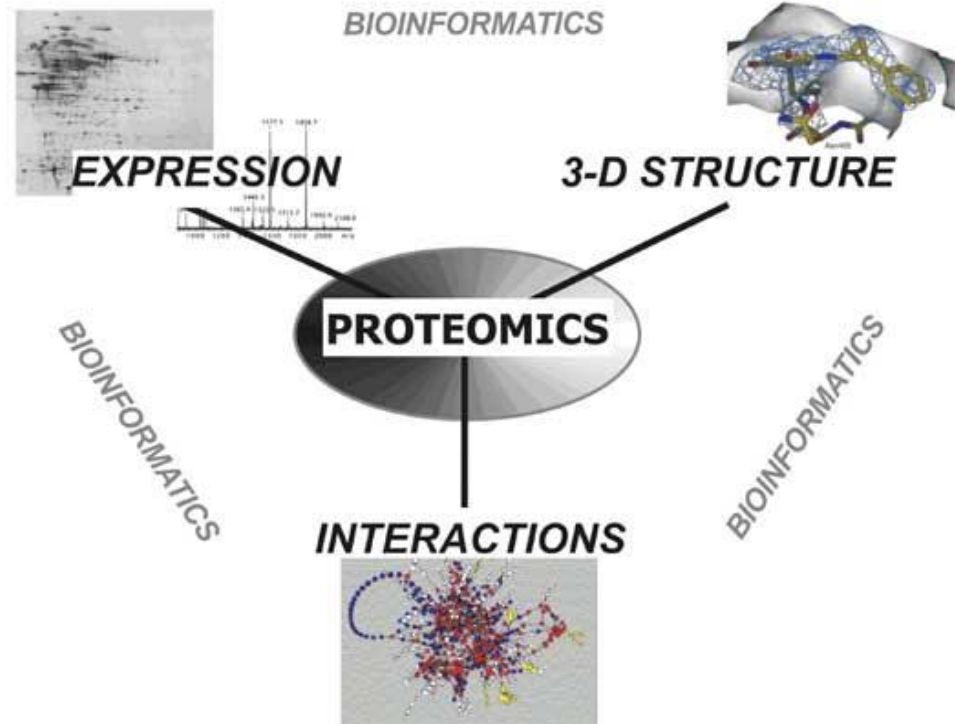 BIOINFORMATICS
EXPRESSION
3-D STRUCTURE
PROTEOMICS
BIOINFORMATICS
BIOINFORMATICS
INTERACTIONS